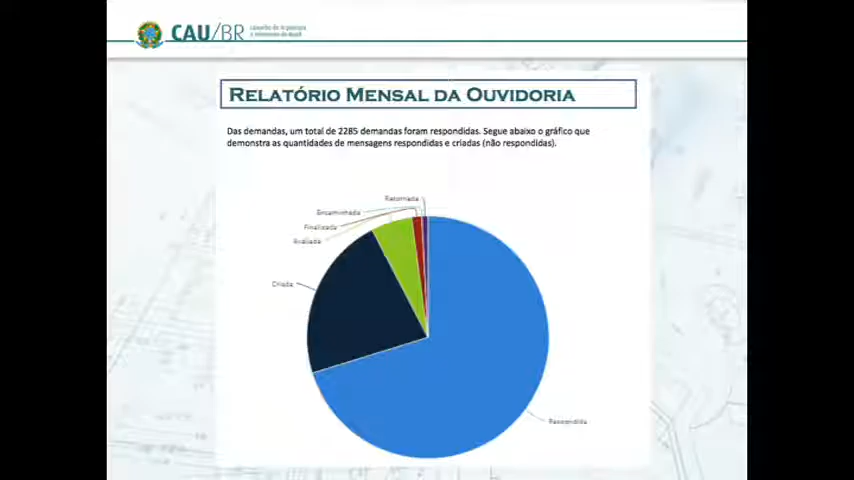 CAU/BR
RELATÓRIO MENSAL DA OUVIDORIA
Das demandas, um total de 2285 demandas foram respondidas. Segue abaixo o gráfico que
demonstra as quantidades de mensagens respondidas e criadas (não respondidas).
Retornada
Encaminhada
Finalizada
Avaliada
Criada
Respondida